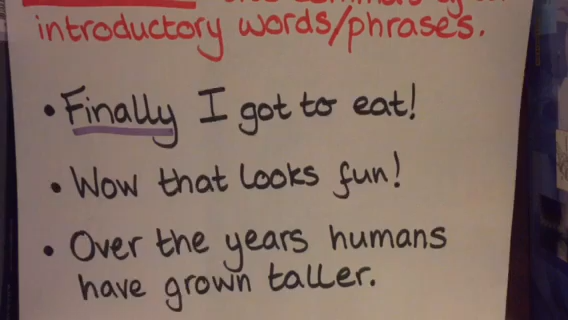 introductory words/phrases.
• Finally I got to eat!
• Wow that looks fun!
• Over the years humans
have grown taller.